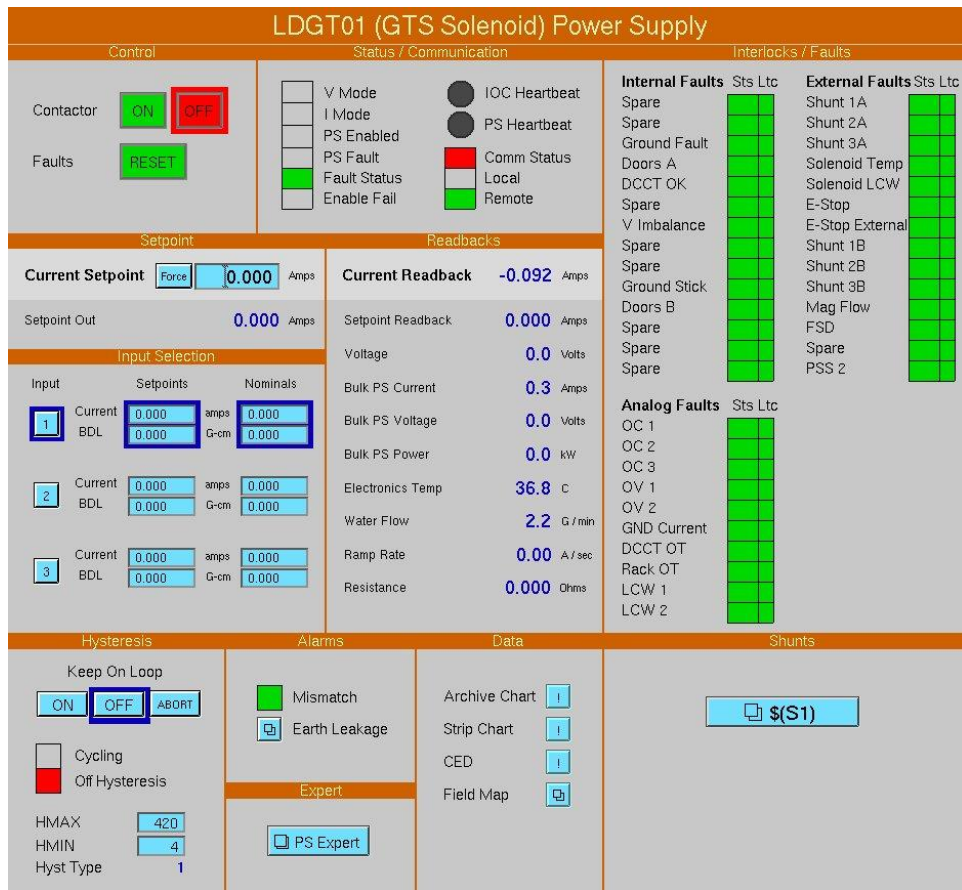 LDGT01 (GTS Solenoid) Power Supply
Control
Contactor ON OFF
Faults RESET
Status / Communication
V Mode
I Mode
PS Enabled
PS Fault
Fault Status
Enable Fail
IOC Heartbeat
PS Heartbeat
Comm Status
Local
Remote
Interlocks / Faults
Internal Faults Sts Ltc
Spare
Spare
Ground Fault
Doors A
DCCT OK
Spare
V Imbalance
Spare
Spare
Ground Stick
Doors B
Spare
Spare
Spare
External Faults Sts Ltc
Shunt 1A
Shunt 2A
Shunt 3A
Solenoid Temp
Solenoid LCW
E-Stop
E-Stop External
Shunt 1B
Shunt 2B
Shunt 3B
Mag Flow
FSD
Spare
PSS 2
Analog Faults Sts Ltc
OC 1
OC 2
OC 3
OV 1
OV 2
GND Current
DCCT OT
Rack OT
LCW 1
LCW 2
Setpoint
Current Setpoint Force 0.000 Amps
Setpoint Out 0.000 Amps
Readbacks
Current Readback -0.092 Amps
Setpoint Readback 0.000 Amps
Voltage 0.0 Volts
Bulk PS Current 0.3 Amps
Bulk PS Voltage 0.0 Volts
Bulk PS Power 0.0 kW
Electronics Temp 36.8 C
Water Flow 2.2 G / min
Ramp Rate 0.00 A / sec
Resistance 0.000 Ohms
Input Selection
Input Setpoints Nominals
1 Current 0.000 amps 0.000
BDL 0.000 G-cm 0.000
2 Current 0.000 amps 0.000
BDL 0.000 G-cm 0.000
3 Current 0.000 amps 0.000
BDL 0.000 G-cm 0.000
Hysteresis
Keep On Loop
ON OFF ABORT
Cycling
Off Hysteresis
HMAX 420
HMIN 4
Hyst Type 1
Alarms
Mismatch
Earth Leakage
Expert
PS Expert
Data
Archive Chart !
Strip Chart !
CED !
Field Map
Shunts
$(S1)